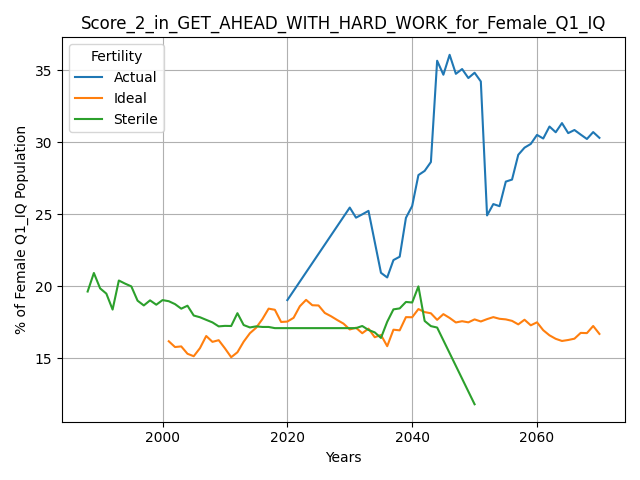 Score_2_in_GET_AHEAD_WITH_HARD_WORK_for_Female_Q1_IQ
Fertility
Actual
Ideal
Sterile
% of Female Q1_IQ Population
35
30
25
20
15
2000
2020
2040
2060
Years